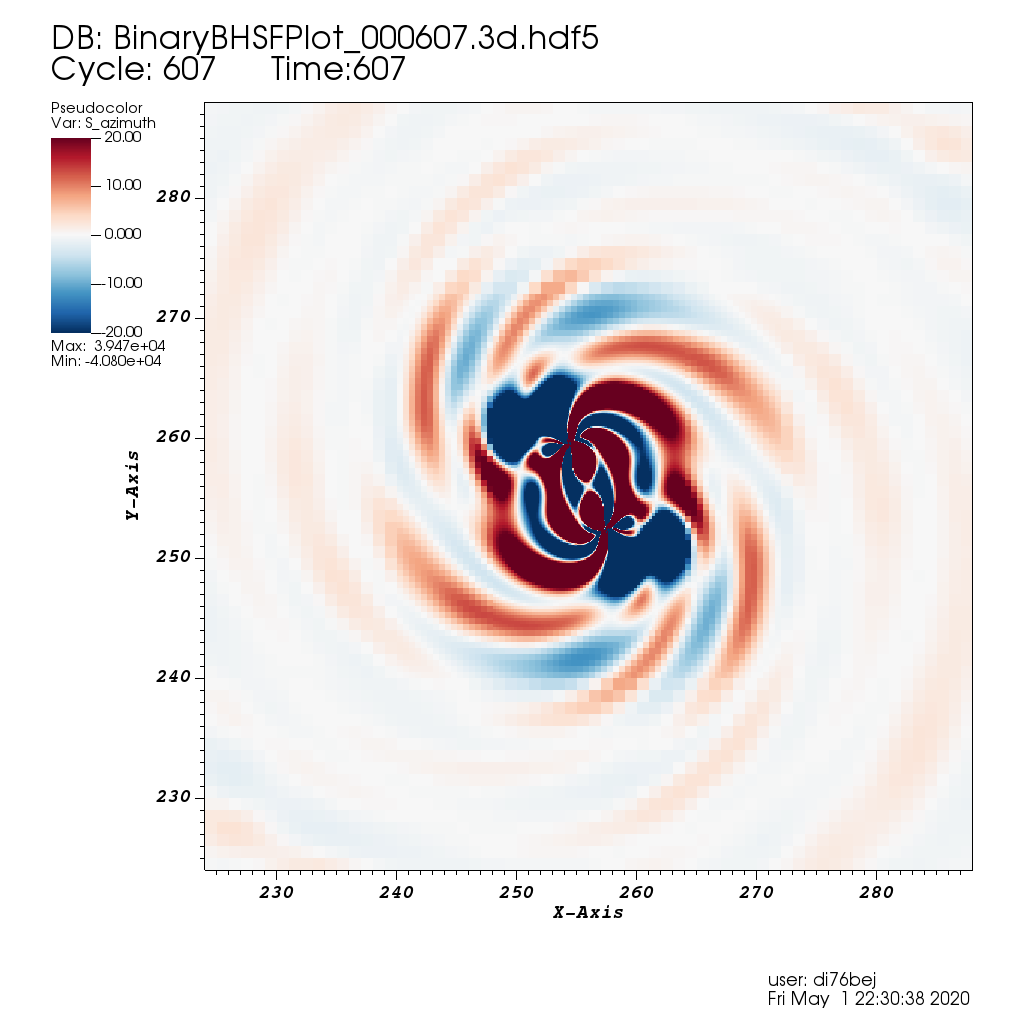 DB: BinaryBHSFPlot_000607.3d.hdf5
Cycle: 607 Time:607
Pseudocolor
Var: S_azimuth
20.00
10.00
0.000
-10.00
-20.00
Max: 3.947e+04
Min: -4.080e+04
280
270
260
250
240
230
Y-Axis
230 240 250 260 270 280
X-Axis
user: di76bej
Fri May 1 22:30:38 2020